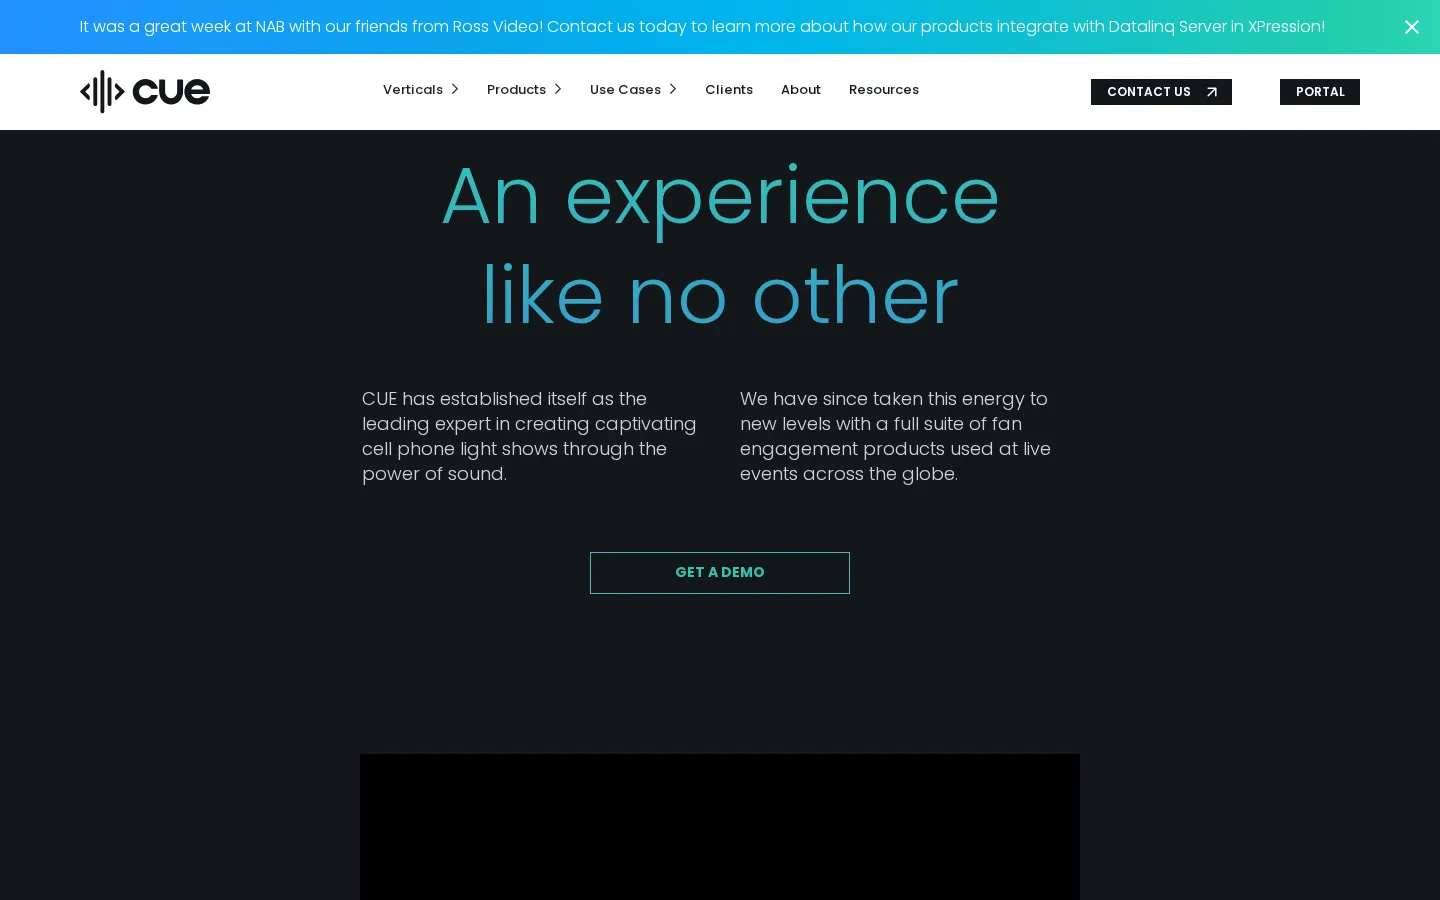 It was a great week at NAB with our friends from Ross Video! Contact us today to learn more about how our products integrate with Datalinq Server in XPression!
cue
Verticals
Products
Use Cases
Clients
About
Resources
CONTACT US
PORTAL
An experience
like no other
CUE has established itself as the
leading expert in creating captivating
cell phone light shows through the
power of sound.
We have since taken this energy to
new levels with a full suite of fan
engagement products used at live
events across the globe.
GET A DEMO